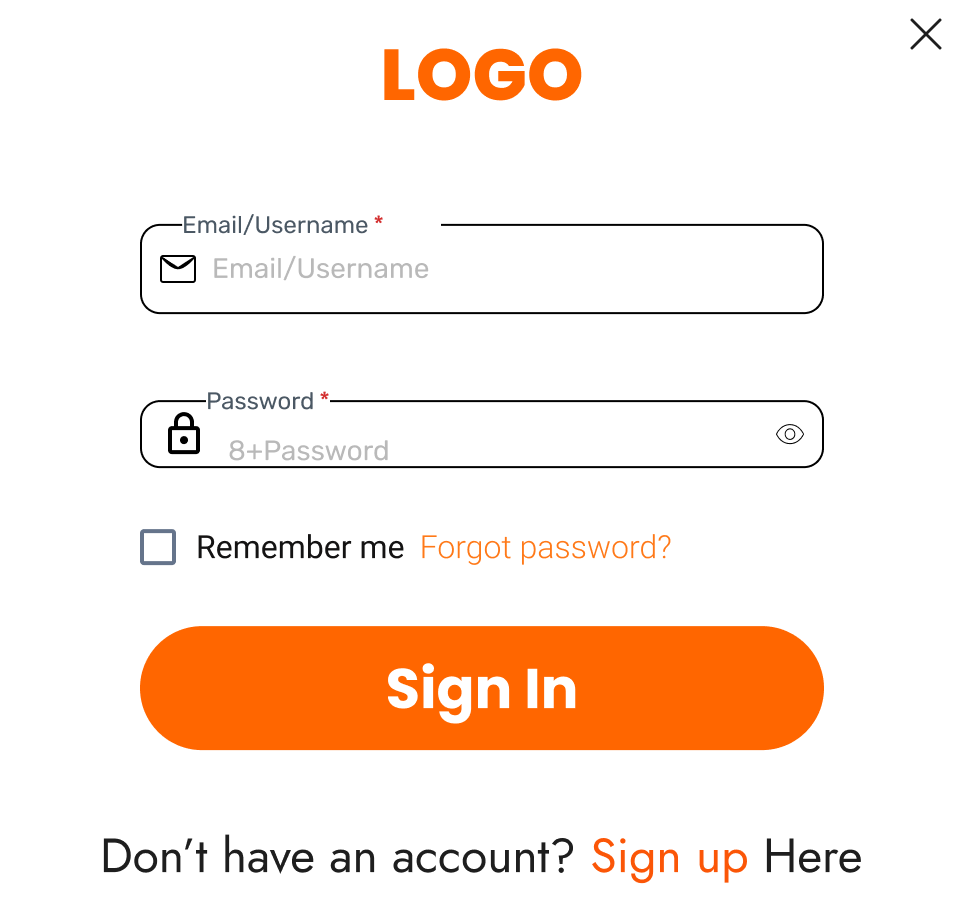 LOGO
Email/Username *
Email/Username
Password *
8+Password
Remember me Forgot password?
Sign In
Don’t have an account? Sign up Here